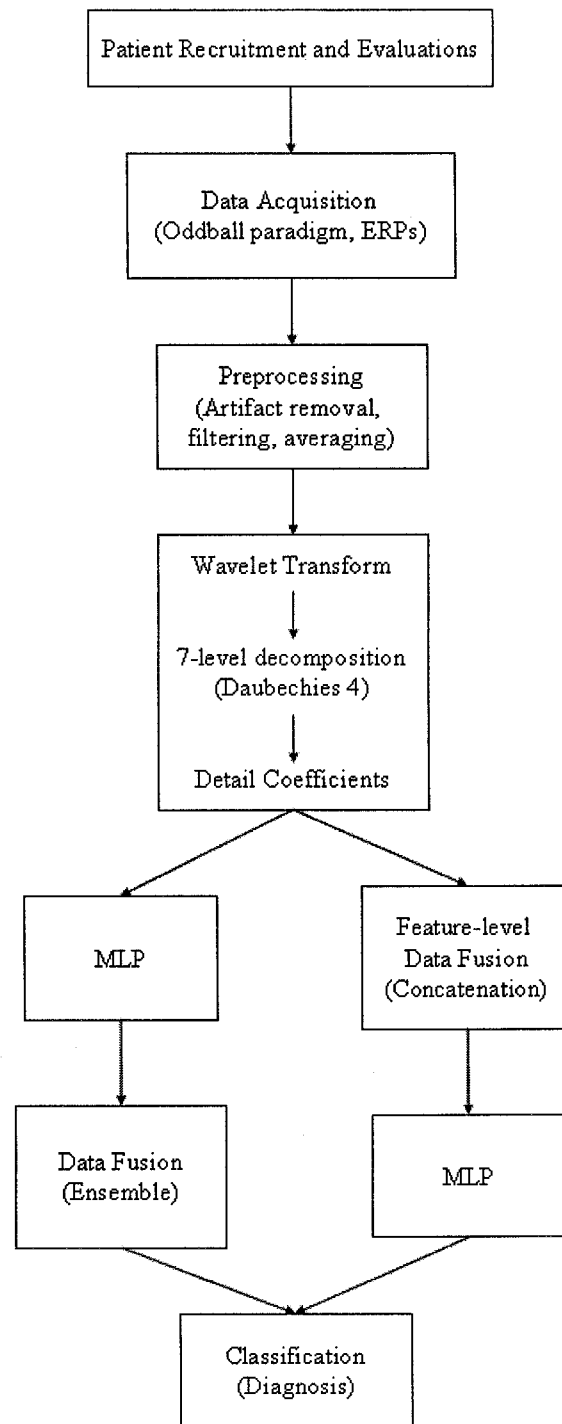 Patient Recruitment and Evaluations
Data Acquisition
(Oddball paradigm, ERPs)
Preprocessing
(Artifact removal,
filtering, averaging)
Wavelet Transform
7-level decomposition
(Daubechies 4)
Detail Coefficients
MLP
Feature-level
Data Fusion
(Concatenation)
Data Fusion
(Ensemble)
MLP
Classification
(Diagnosis)